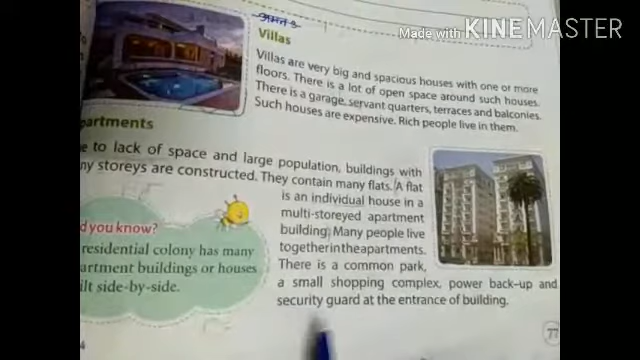 Made with KINEMASTER
Villas
Villas are very big and spacious houses with one or more
floors. There is a lot of open space around such houses.
There is a garage, servant quarters, terraces and balconies.
Such houses are expensive. Rich people live in them.
partments
e to lack of space and large population, buildings with
ny storeys are constructed. They contain many flats. A flat
is an individual house in a
multi-storeyed apartment
building. Many people live
together in the apartments.
There is a common park,
a small shopping complex, power back-up and
security guard at the entrance of building.
d you know?
residential colony has many
artment buildings or houses
ilt side-by-side.
77